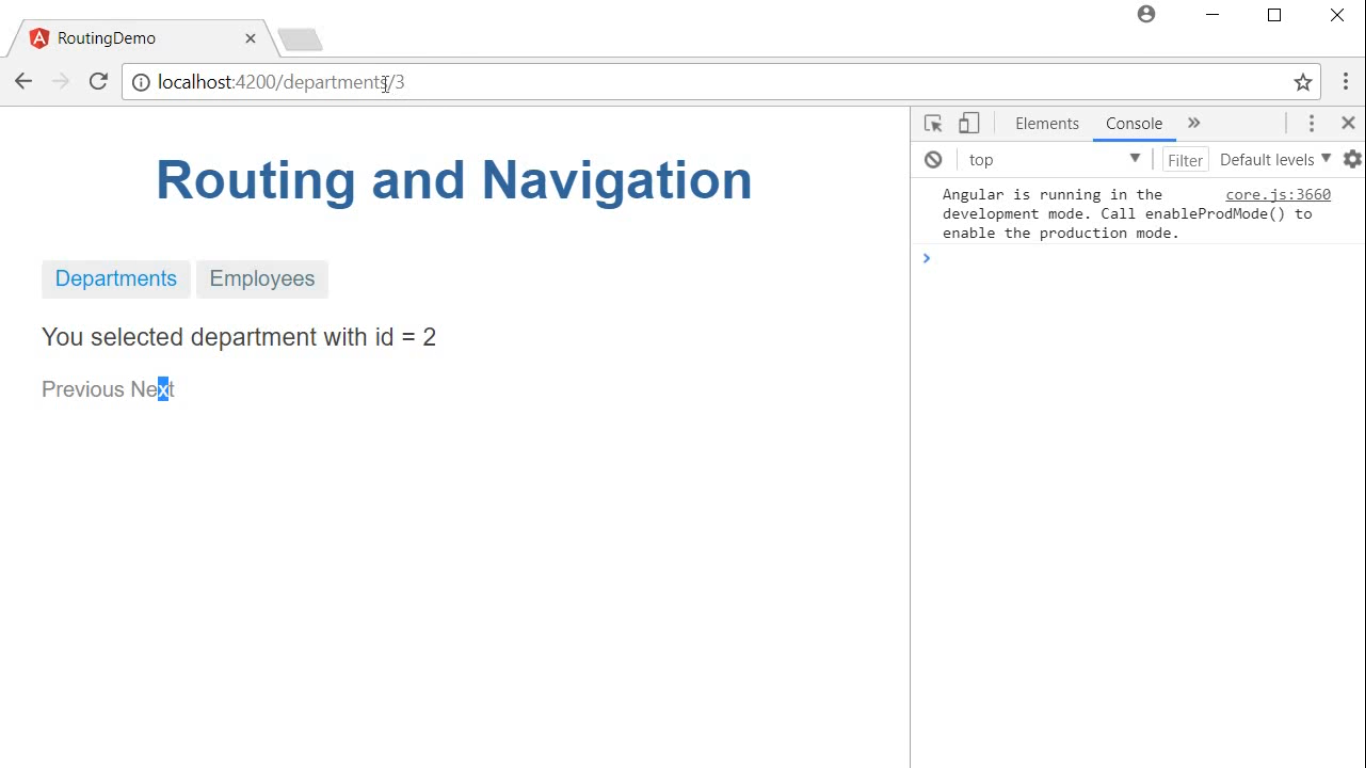 RoutingDemo
localhost:4200/departments/3
Routing and Navigation
Departments Employees
You selected department with id = 2
Previous Next
Elements Console »
top Filter Default levels
Angular is running in the core.js:3660
development mode. Call enableProdMode() to
enable the production mode.